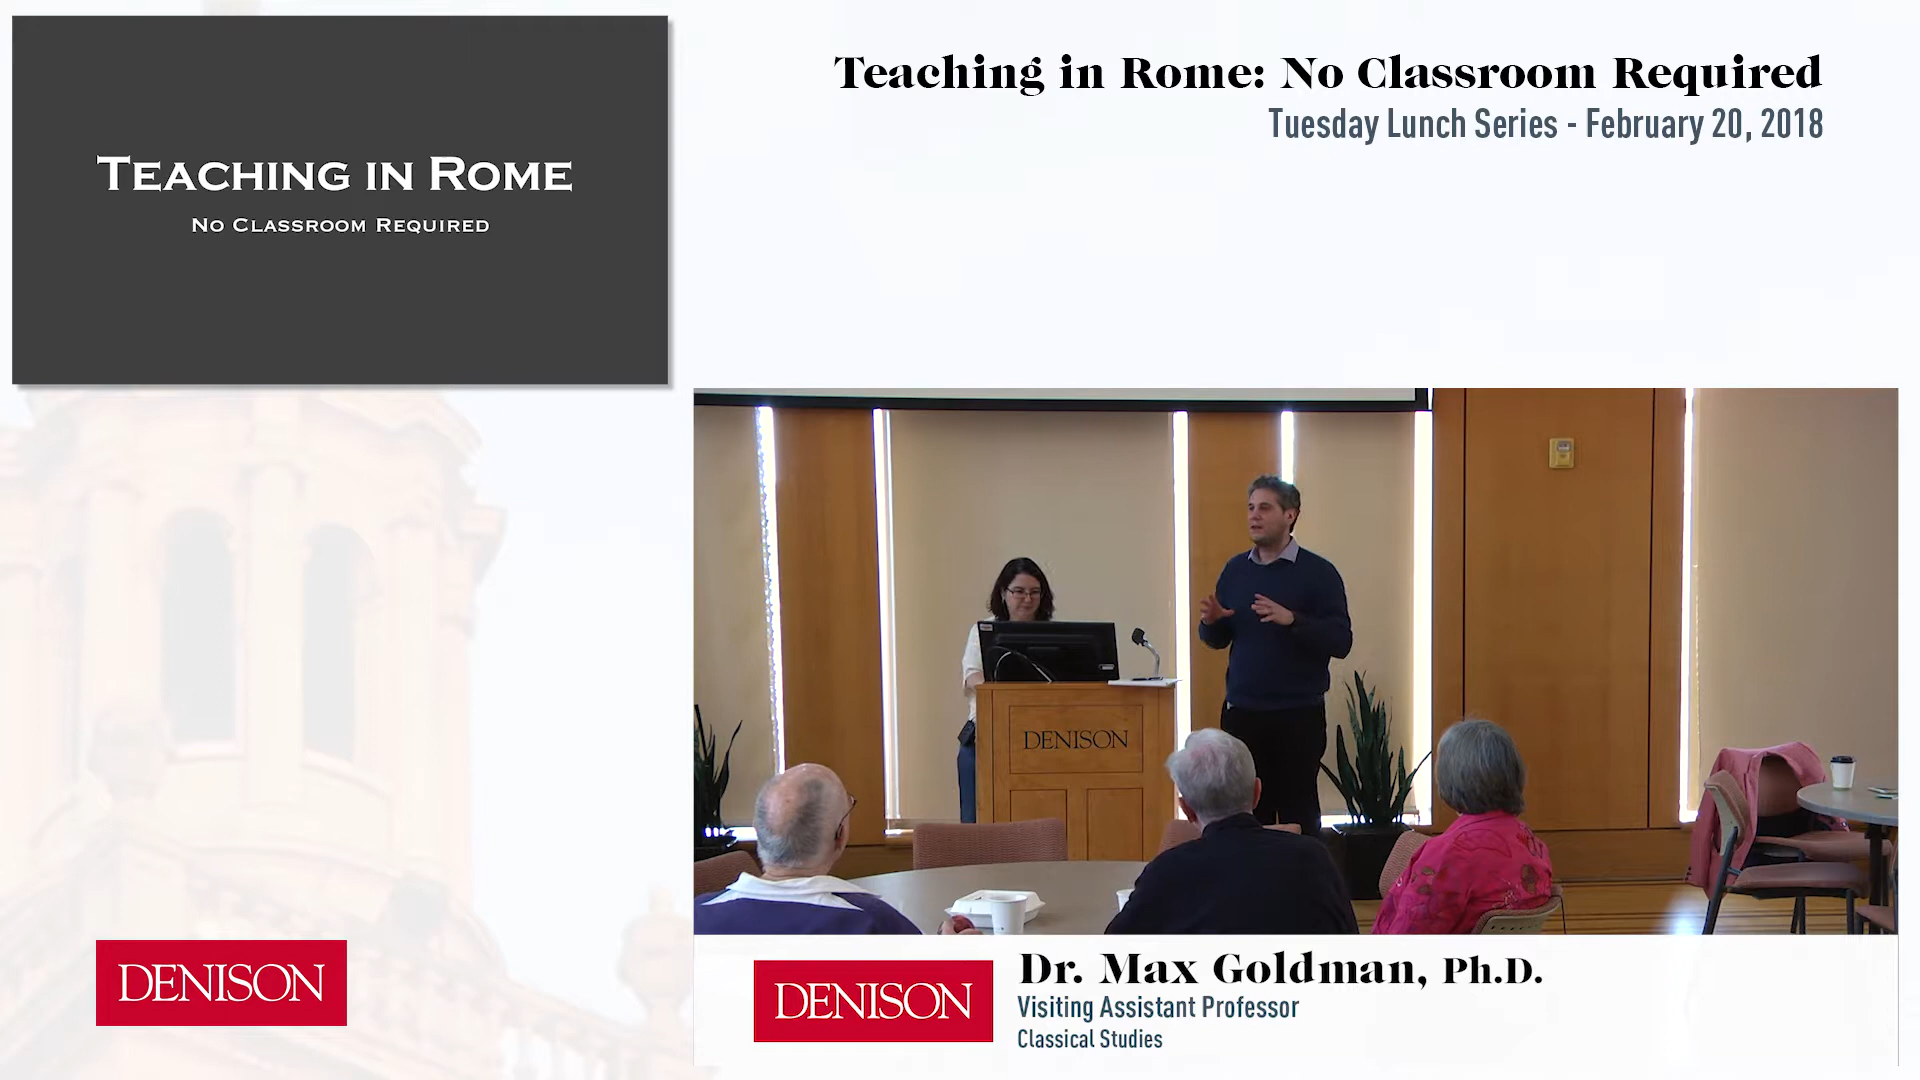 TEACHING IN ROME
NO CLASSROOM REQUIRED
Teaching in Rome: No Classroom Required
Tuesday Lunch Series - February 20, 2018
DENISON
DENISON
DENISON
Dr. Max Goldman, Ph.D.
Visiting Assistant Professor
Classical Studies